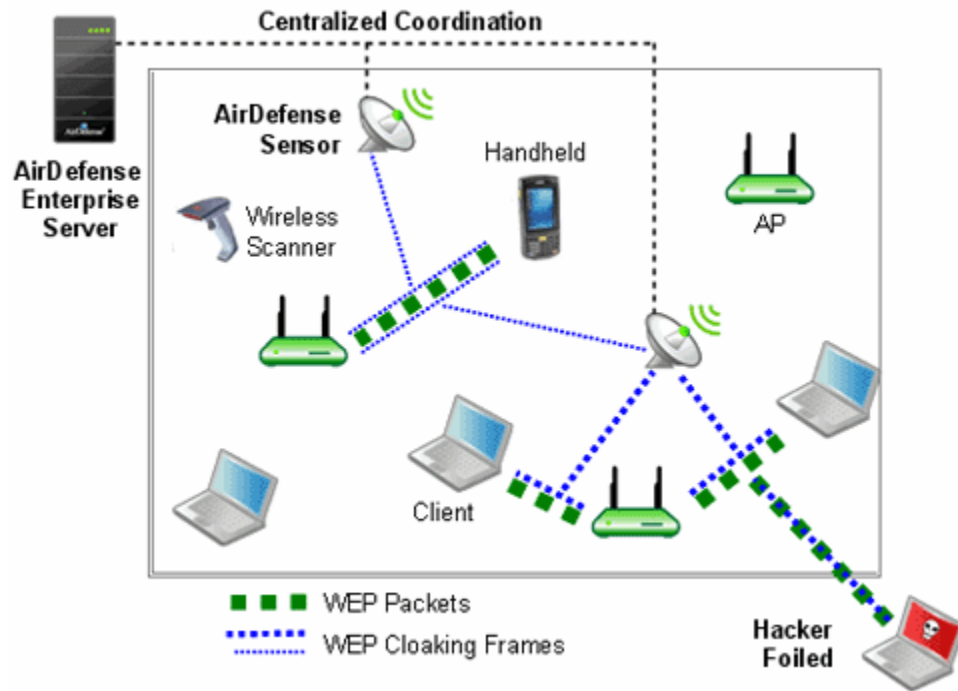 Centralized Coordination
AirDefense
AirDefense
Enterprise
Server
AirDefense
Sensor
Handheld
Wireless
Scanner
AP
Client
WEP Packets
WEP Cloaking Frames
Hacker
Foiled